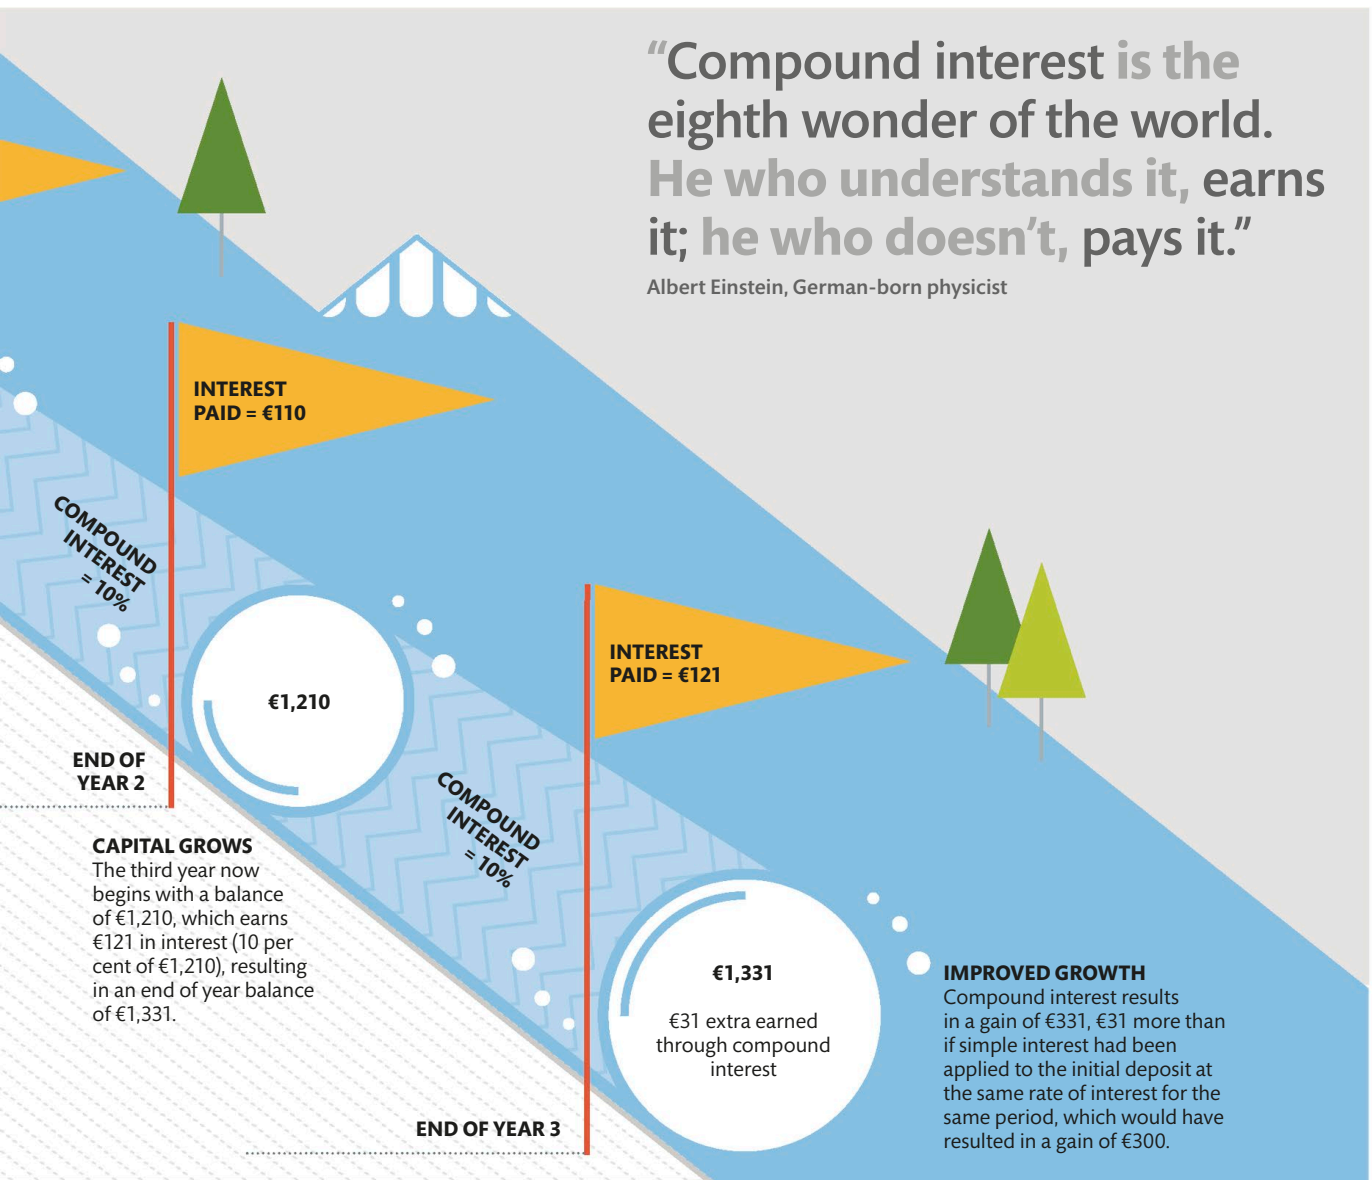 “Compound interest is the
eighth wonder of the world.
He who understands it, earns
it; he who doesn’t, pays it.”
Albert Einstein, German-born physicist
INTEREST
PAID = €110
COMPOUND
INTEREST
= 10%
€1,210
INTEREST
PAID = €121
END OF
YEAR 2
COMPOUND
INTEREST
= 10%
CAPITAL GROWS
The third year now
begins with a balance
of €1,210, which earns
€121 in interest (10 per
cent of €1,210), resulting
in an end of year balance
of €1,331.
€1,331
€31 extra earned
through compound
interest
IMPROVED GROWTH
Compound interest results
in a gain of €331, €31 more than
if simple interest had been
applied to the initial deposit at
the same rate of interest for the
same period, which would have
resulted in a gain of €300.
END OF YEAR 3